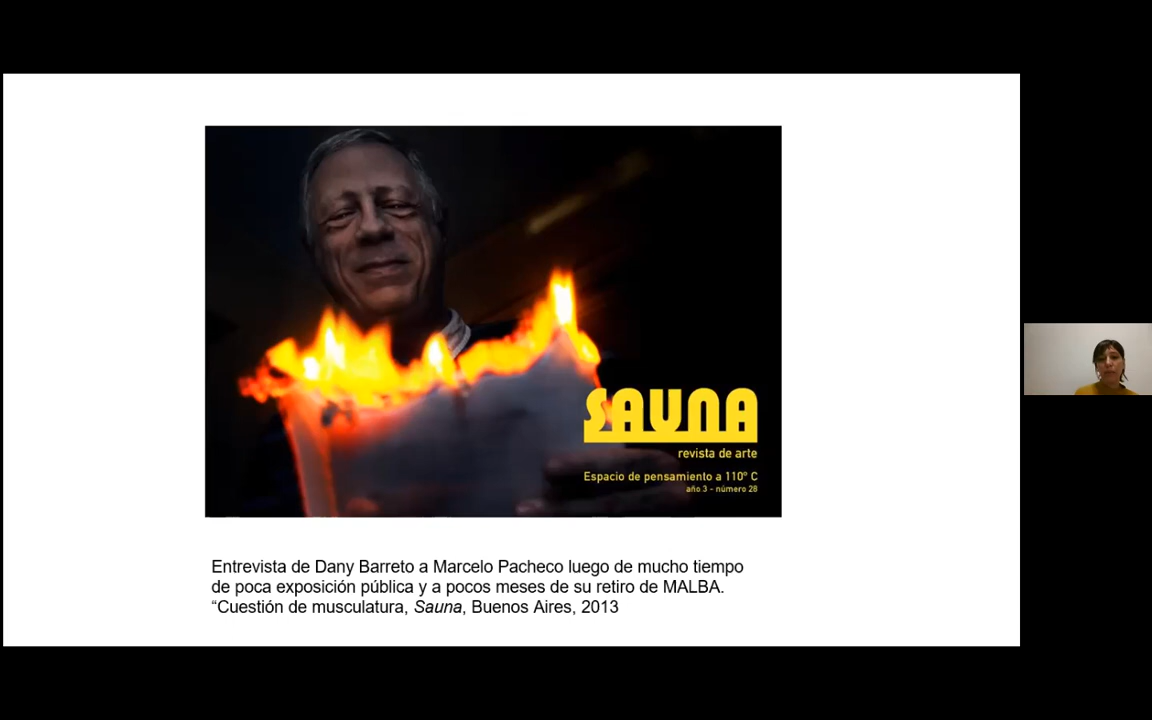 SAUNA
revista de arte
Espacio de pensamiento a 110º C
año 3 - número 28
Entrevista de Dany Barreto a Marcelo Pacheco luego de mucho tiempo
de poca exposición pública y a pocos meses de su retiro de MALBA.
“Cuestión de musculatura, Sauna, Buenos Aires, 2013